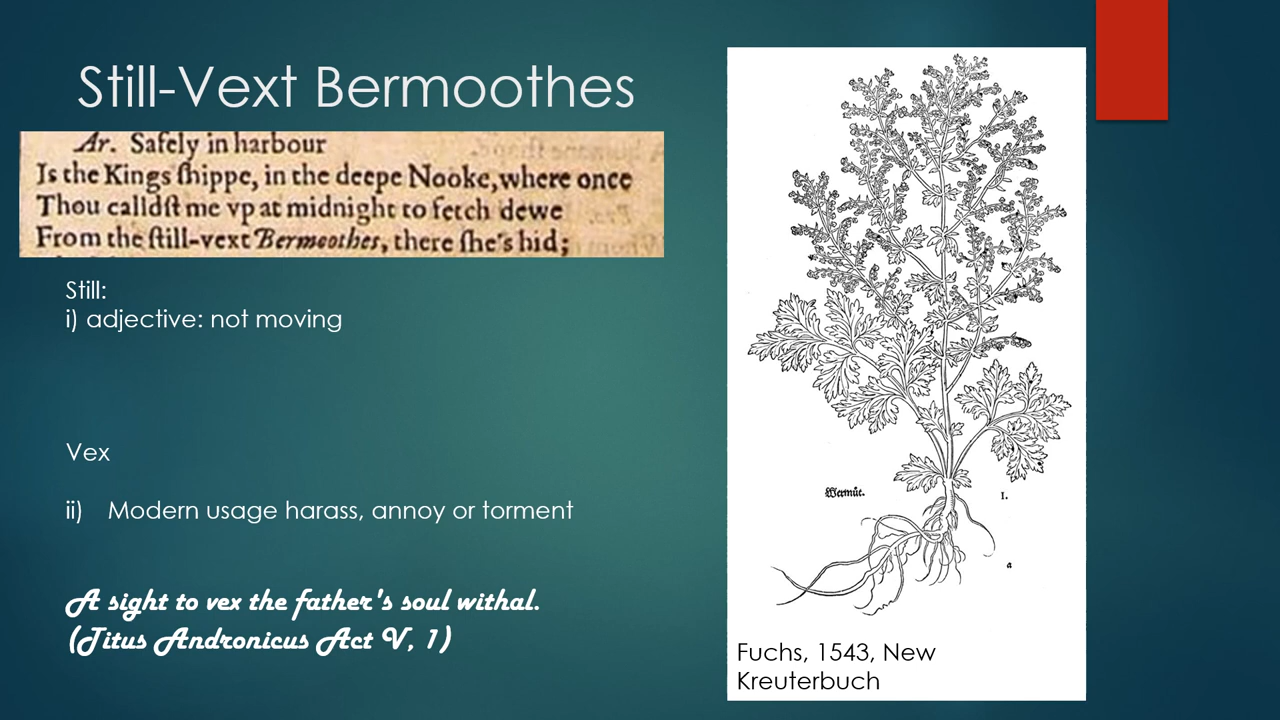 Still-Vext Bermoothes
Ar. Safely in harbour
Is the Kings ſhippe, in the deepe Nooke, where once
Thou calldſt me vp at midnight to fetch dewe
From the ſtill-vext Bermoothes, there ſhe's hid;
Still:
i) adjective: not moving
Vex
ii) Modern usage harass, annoy or torment
A sight to vex the father's soul withal.
(Titus Andronicus Act V, 1)
Wermůt.
I.
a
Fuchs, 1543, New
Kreuterbuch